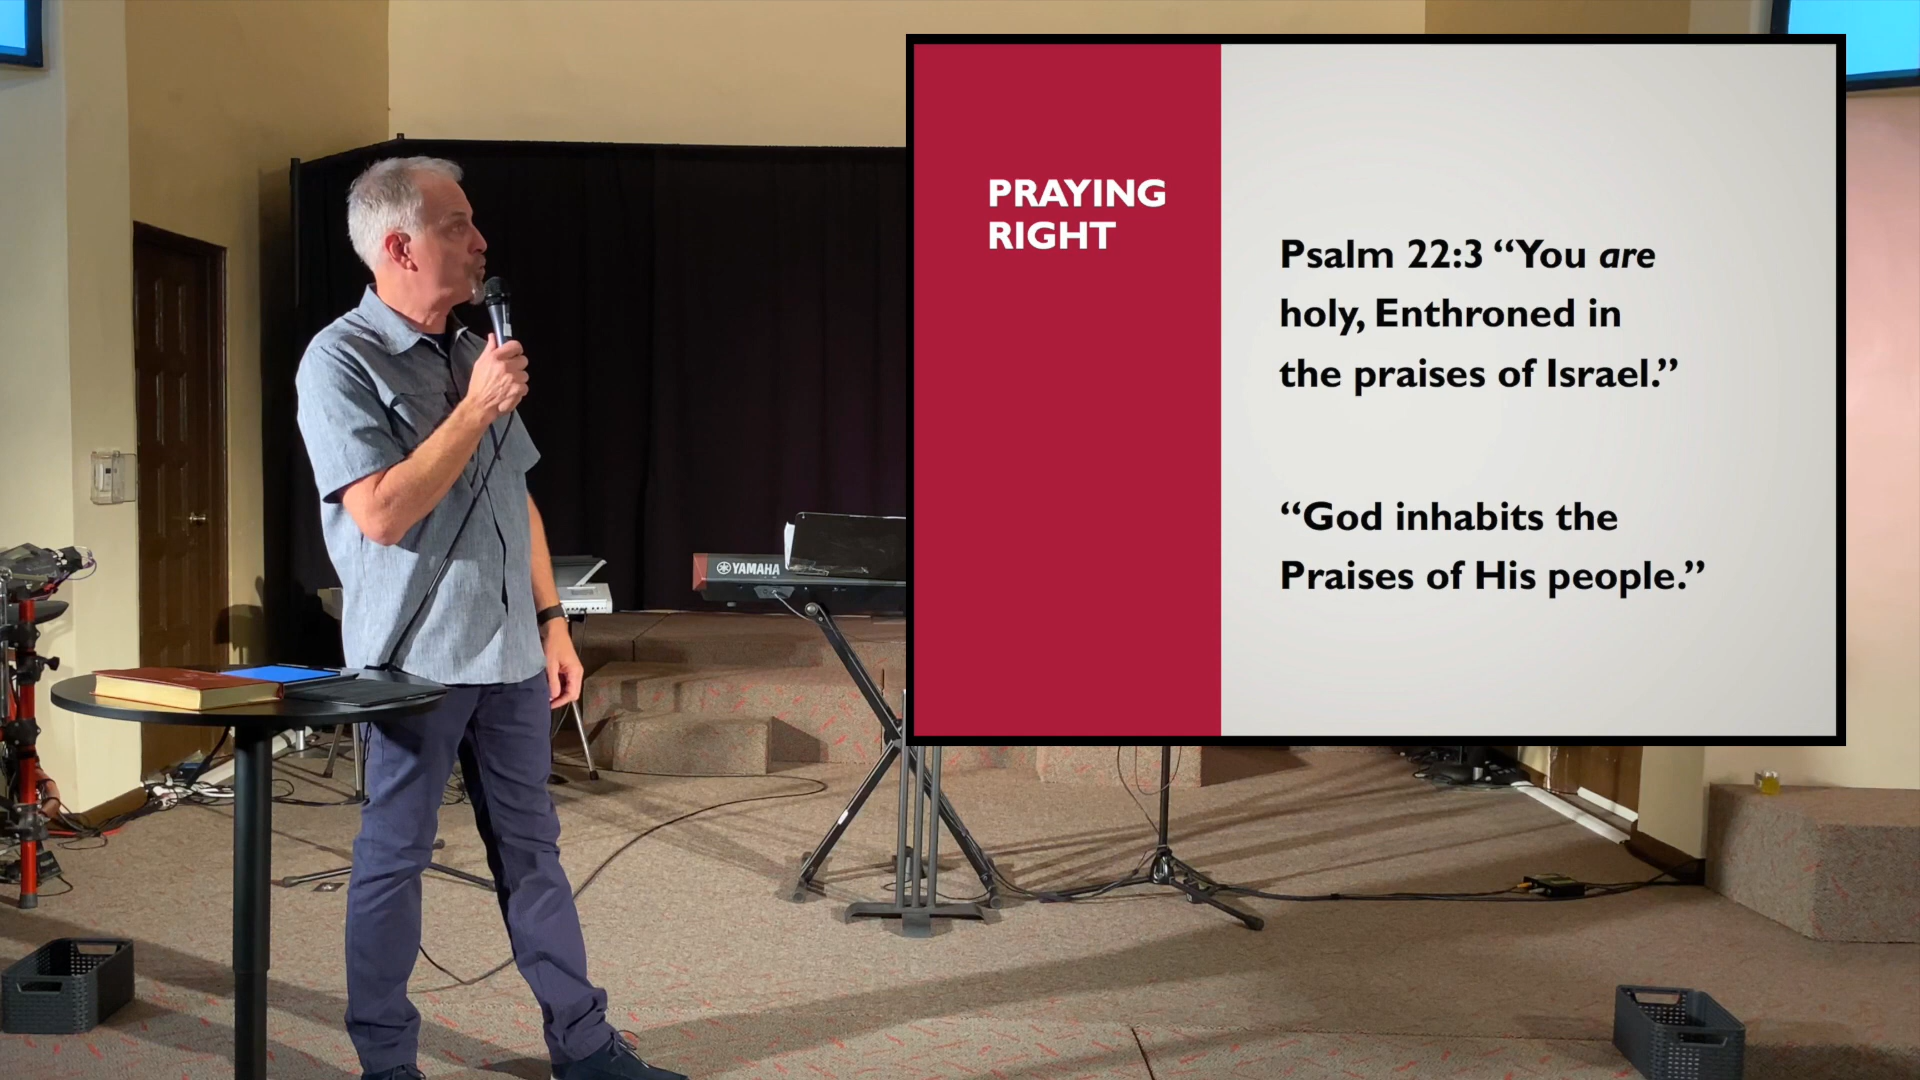 PRAYING
RIGHT
Psalm 22:3 “You are
holy, Enthroned in
the praises of Israel.”
“God inhabits the
Praises of His people.”
YAMAHA